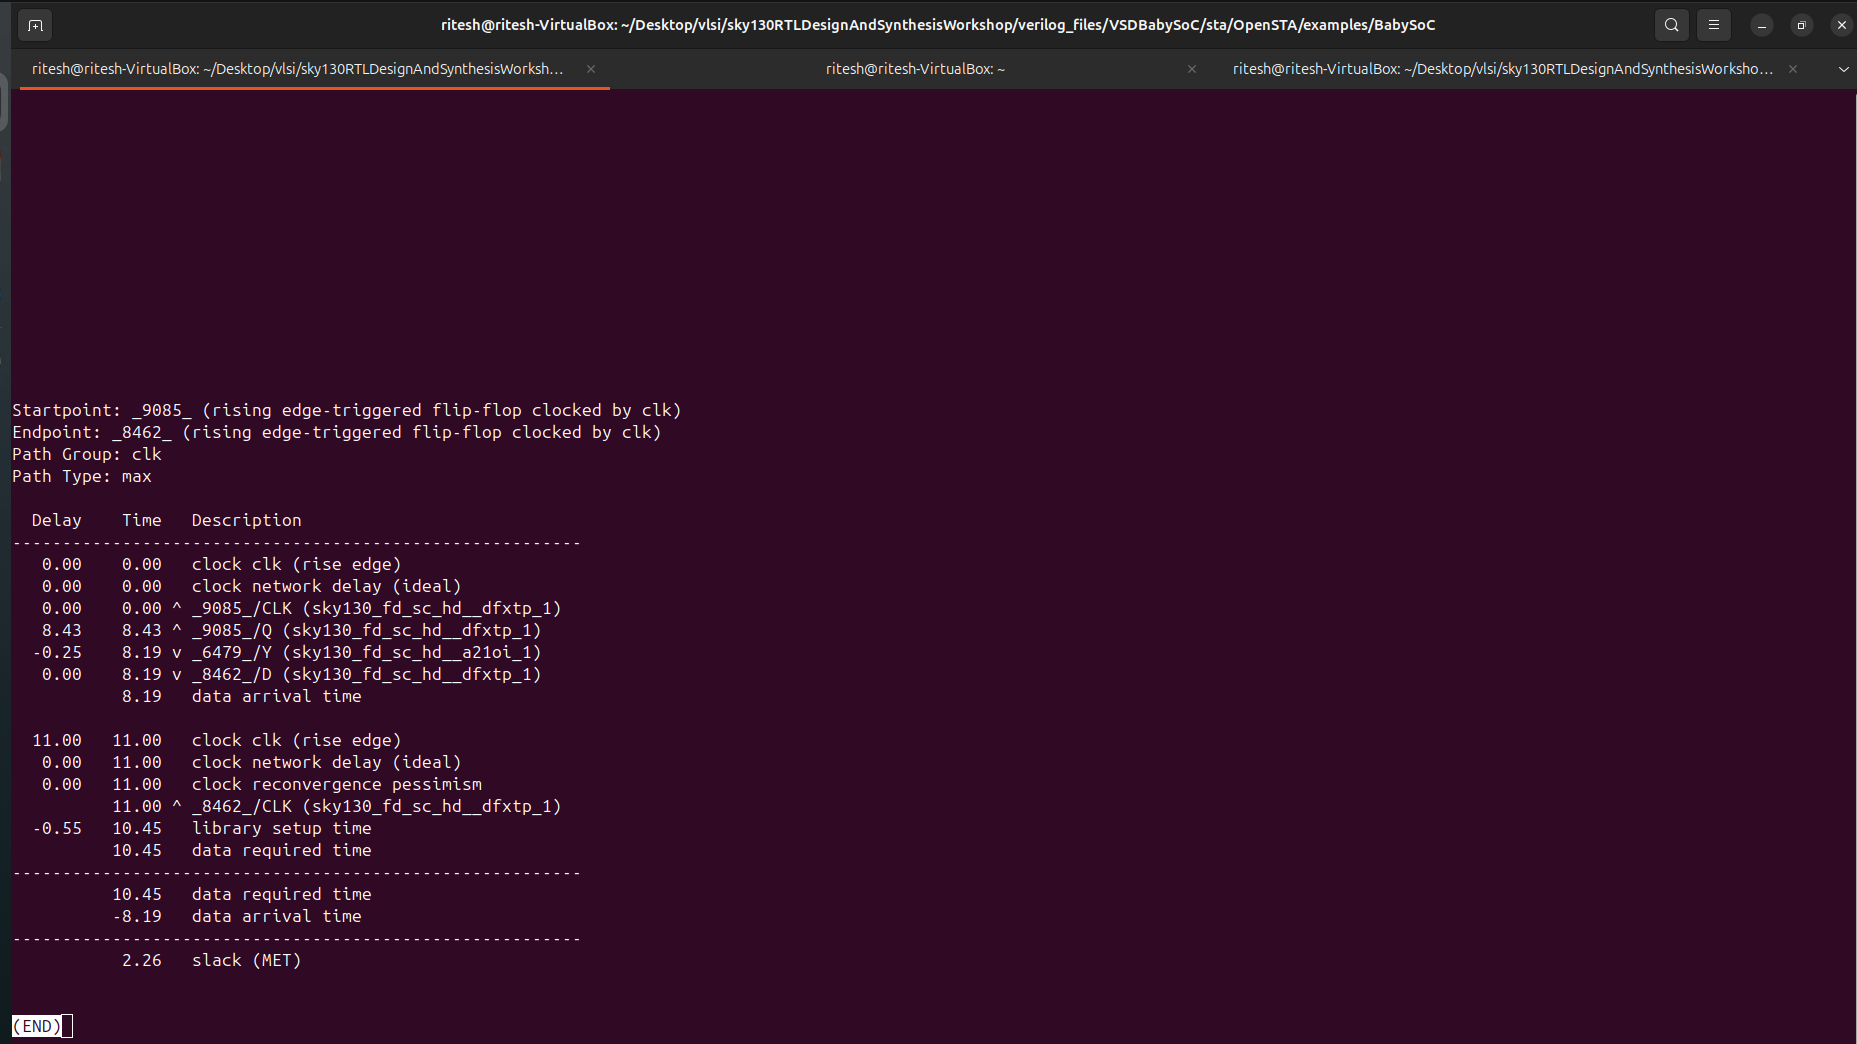 ritesh@ritesh-VirtualBox: ~/Desktop/vlsi/sky130RTLDesignAndSynthesisWorkshop/verilog_files/VSDBabySoC/sta/OpenSTA/examples/BabySoC
ritesh@ritesh-VirtualBox: ~/Desktop/vlsi/sky130RTLDesignAndSynthesisWorksh... ritesh@ritesh-VirtualBox: ~ ritesh@ritesh-VirtualBox: ~/Desktop/vlsi/sky130RTLDesignAndSynthesisWorksho...
Startpoint: _9085_ (rising edge-triggered flip-flop clocked by clk)
Endpoint: _8462_ (rising edge-triggered flip-flop clocked by clk)
Path Group: clk
Path Type: max
  Delay    Time   Description
---------------------------------------------------------
   0.00    0.00   clock clk (rise edge)
   0.00    0.00   clock network delay (ideal)
   0.00    0.00 ^ _9085_/CLK (sky130_fd_sc_hd__dfxtp_1)
   8.43    8.43 ^ _9085_/Q (sky130_fd_sc_hd__dfxtp_1)
  -0.25    8.19 v _6479_/Y (sky130_fd_sc_hd__a21oi_1)
   0.00    8.19 v _8462_/D (sky130_fd_sc_hd__dfxtp_1)
           8.19   data arrival time
  11.00   11.00   clock clk (rise edge)
   0.00   11.00   clock network delay (ideal)
   0.00   11.00   clock reconvergence pessimism
          11.00 ^ _8462_/CLK (sky130_fd_sc_hd__dfxtp_1)
  -0.55   10.45   library setup time
          10.45   data required time
---------------------------------------------------------
          10.45   data required time
          -8.19   data arrival time
---------------------------------------------------------
           2.26   slack (MET)
(END)